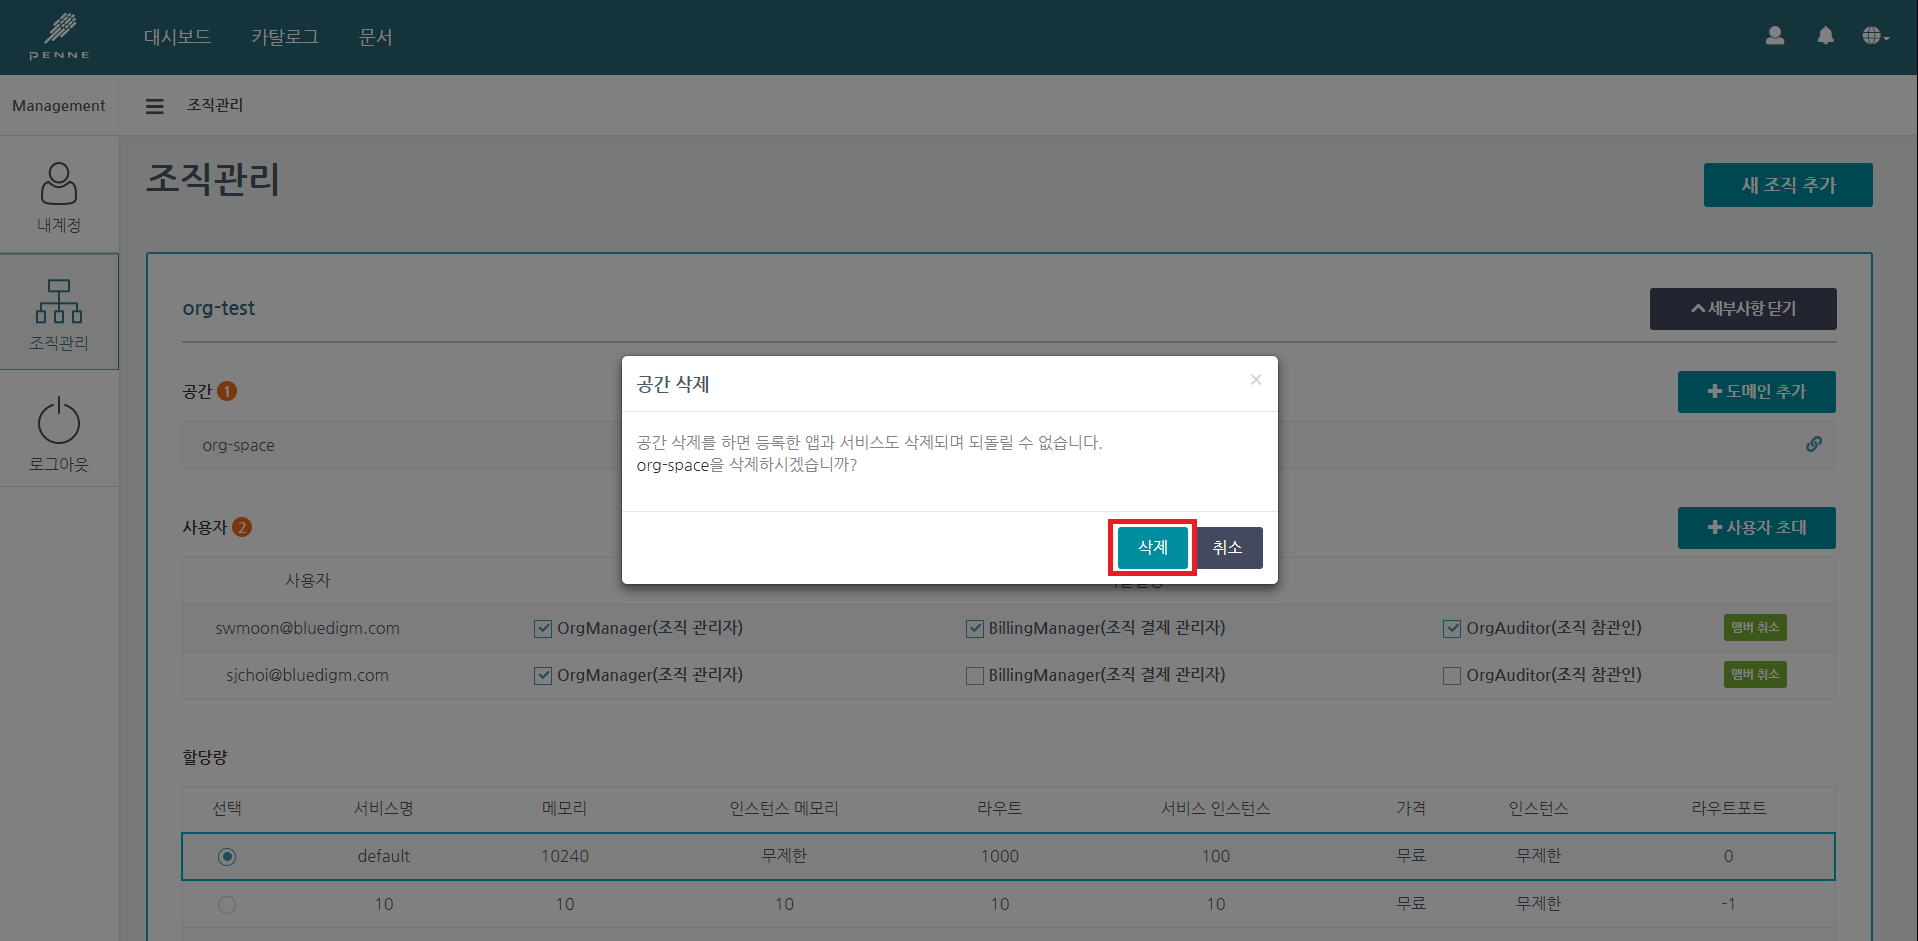 PENNE
대시보드 카탈로그 문서
Management
조직관리
내계정
조직관리
로그아웃
조직관리
새 조직 추가
org-test
세부사항 닫기
공간 1
도메인 추가
org-space
공간 삭제
×
공간 삭제를 하면 등록한 앱과 서비스도 삭제되며 되돌릴 수 없습니다.
org-space을 삭제하시겠습니까?
삭제 취소
사용자 2
사용자 초대
사용자
swmoon@bluedigm.com OrgManager(조직 관리자) BillingManager(조직 결제 관리자) OrgAuditor(조직 참관인) 멤버 취소
sjchoi@bluedigm.com OrgManager(조직 관리자) BillingManager(조직 결제 관리자) OrgAuditor(조직 참관인) 멤버 취소
할당량
선택 서비스명 메모리 인스턴스 메모리 라우트 서비스 인스턴스 가격 인스턴스 라우트포트
default 10240 무제한 1000 100 무료 무제한 0
10 10 10 10 10 무료 무제한 -1